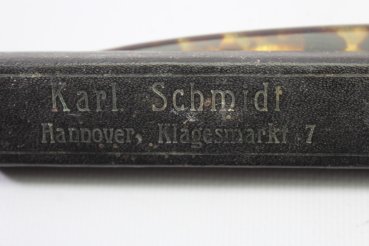 Karl Schmidt
Hannover, Klagesmarkt 7